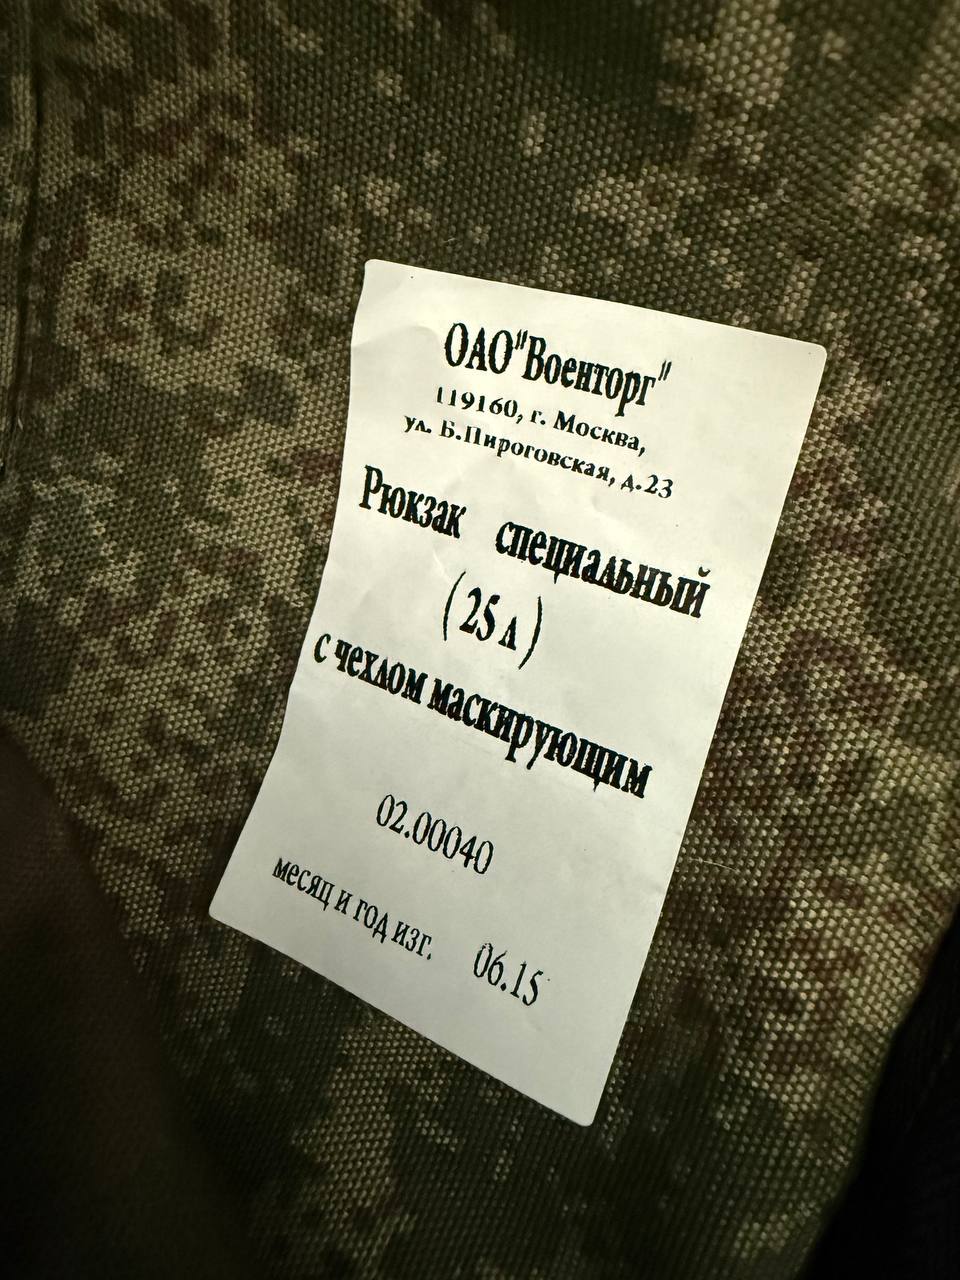 ОАО"Военторг"
119160, г. Москва,
ул. Б.Пироговская, д.23
Рюкзак специальный
(25 л)
с чехлом маскирующим
02.00040
месяц и год изг. 06.15